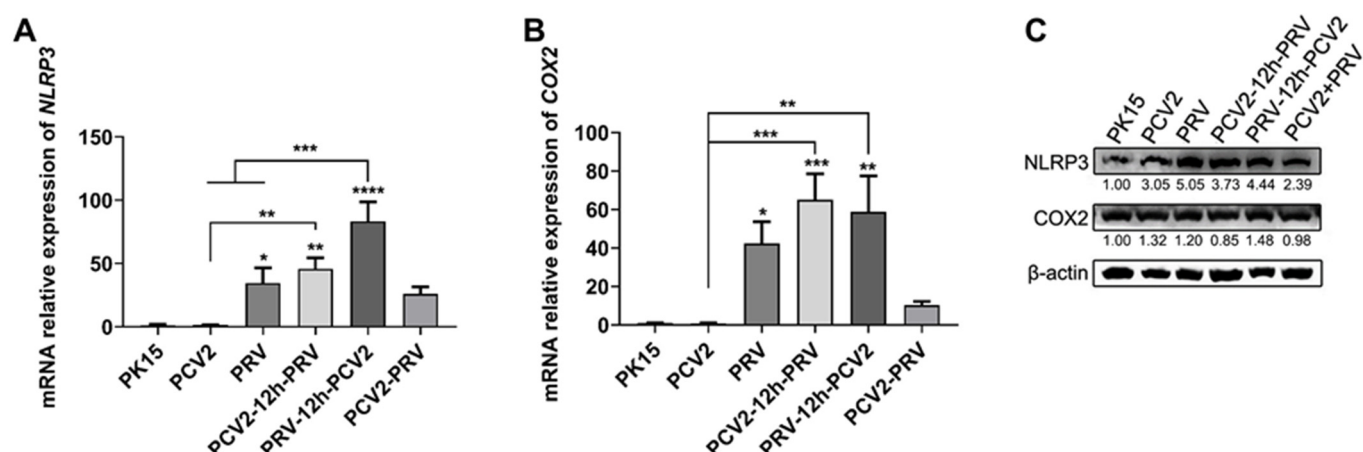 A
mRNA relative expression of NLRP3
150
100
50
0
***
**
*
**
****
PK15
PCV2
PRV
PCV2-12h-PRV
PRV-12h-PCV2
PCV2-PRV
B
mRNA relative expression of COX2
100
80
60
40
20
0
**
***
*
***
**
PK15
PCV2
PRV
PCV2-12h-PRV
PRV-12h-PCV2
PCV2-PRV
C
PK15
PCV2
PRV
PCV2-12h-PRV
PRV-12h-PCV2
PCV2+PRV
NLRP3
1.00 3.05 5.05 3.73 4.44 2.39
COX2
1.00 1.32 1.20 0.85 1.48 0.98
β-actin